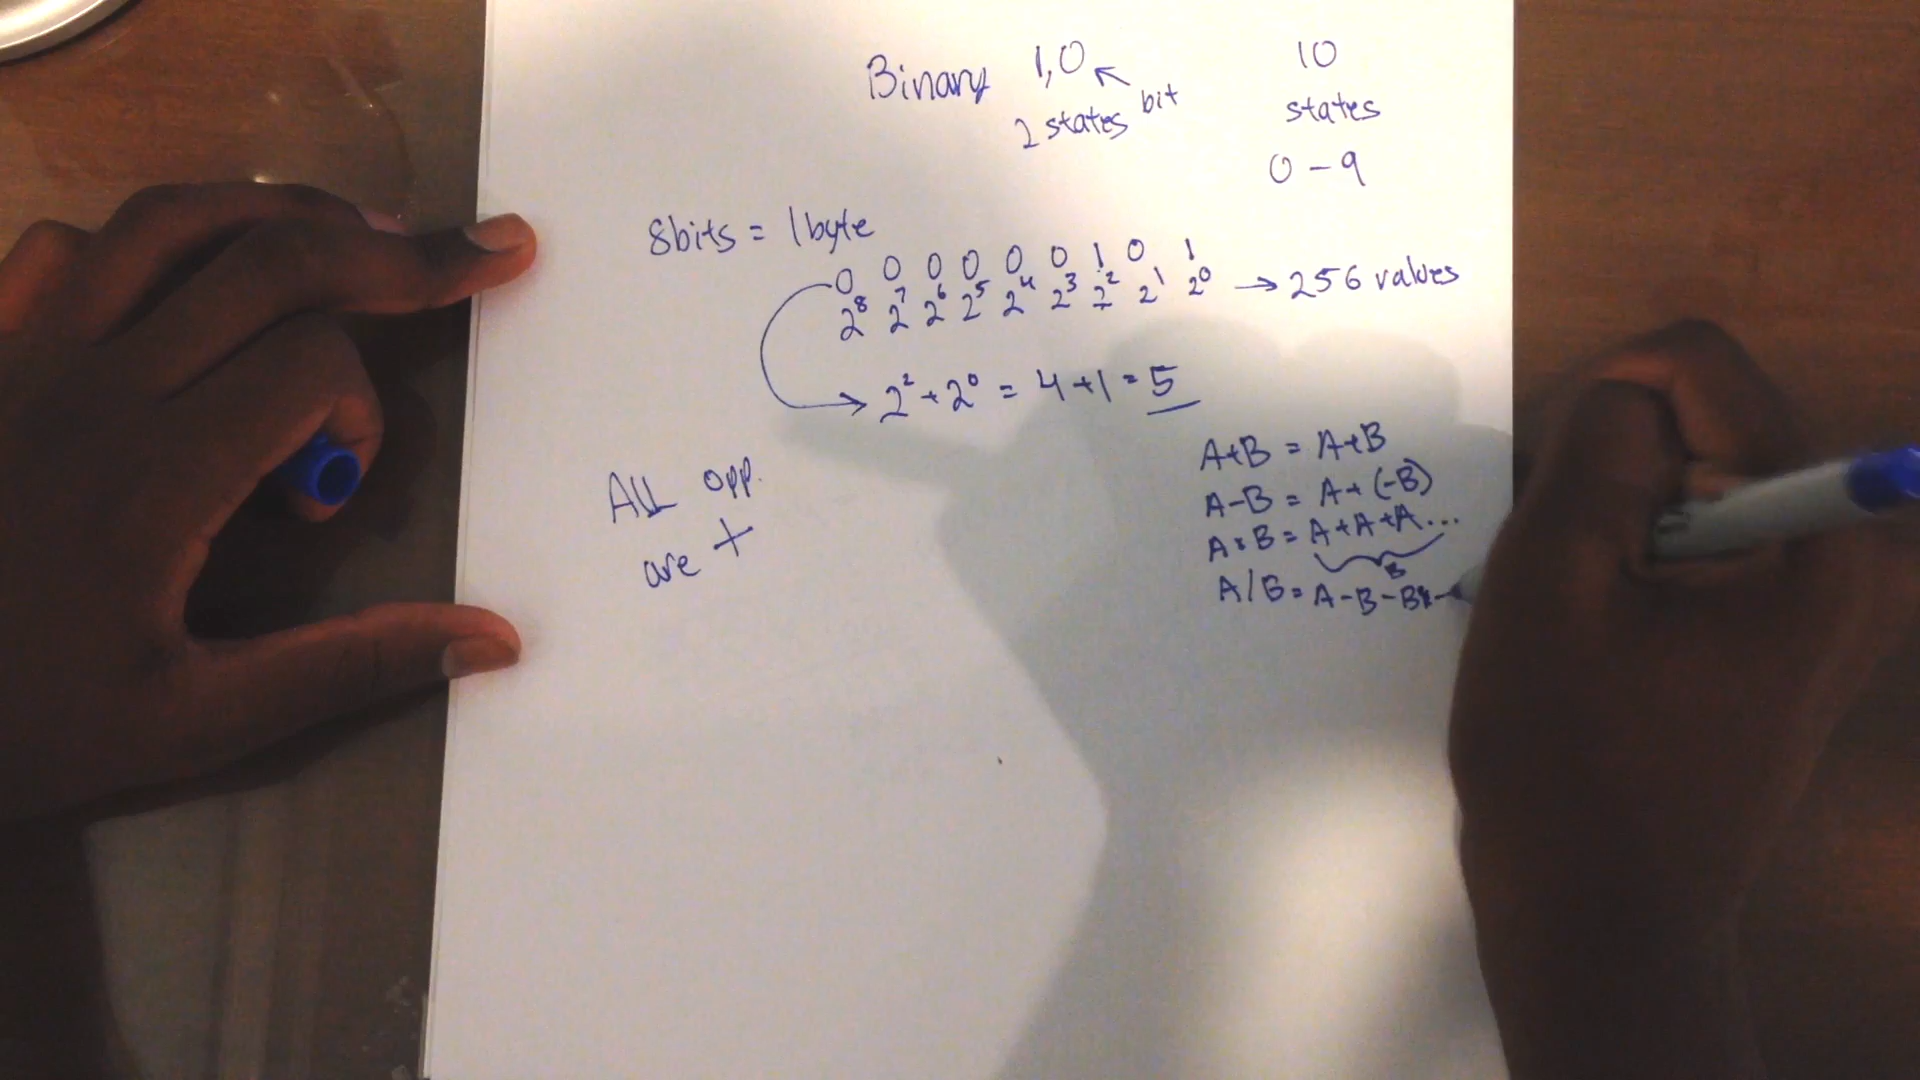 Binary 1,0 10
2 states bit states
0 - 9
8bits = 1byte
0 0 0 0 0 0 1 0 1
2⁸ 2⁷ 2⁶ 2⁵ 2⁴ 2³ 2² 2¹ 2⁰ → 256 values
2² + 2⁰ = 4 + 1 = 5
ALL opp.
are +
A+B = A+B
A-B = A+ (-B)
A*B = A+A+A...
B
A/B = A-B-B